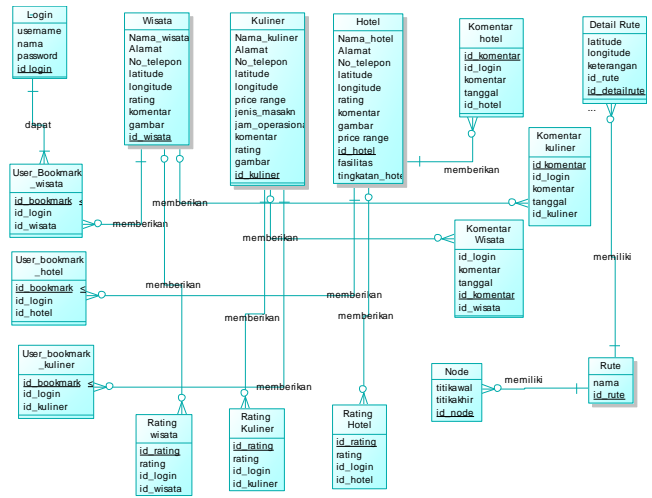 Login
username
nama
password
id_login
Wisata
Nama_wisata
Alamat
No_telepon
latitude
longitude
rating
komentar
gambar
id_wisata
Kuliner
Nama_kuliner
Alamat
No_telepon
latitude
longitude
price range
jenis_masakn
jam_operasiona
komentar
rating
gambar
id_kuliner
Hotel
Nama_hotel
Alamat
No_telepon
latitude
longitude
rating
komentar
gambar
price range
id_hotel
fasilitas
tingkatan_hote
Komentar
hotel
id_komentar
id_login
komentar
tanggal
id_hotel
Detail Rute
latitude
longitude
keterangan
id_rute
id_detailrute
...
dapat
memberikan
Komentar
kuliner
id_komentar
id_login
komentar
tanggal
id_kuliner
User_Bookmark
_wisata
id_bookmark <
id_login
id_wisata
memberikan
memberikan
memberikan
Komentar
Wisata
id_login
komentar
tanggal
id_komentar
id_wisata
memiliki
User_bookmark
_hotel
id_bookmark <
id_login
id_hotel
memberikan
memberikan
memberikan
memberikan
User_bookmark
_kuliner
id_bookmark <
id_login
id_kuliner
memberikan
Node
titikawal
titikakhir
id_node
memiliki
Rute
nama
id_rute
Rating
wisata
id_rating
rating
id_login
id_wisata
Rating
Kuliner
id_rating
rating
id_login
id_kuliner
Rating
Hotel
id_rating
rating
id_login
id_hotel